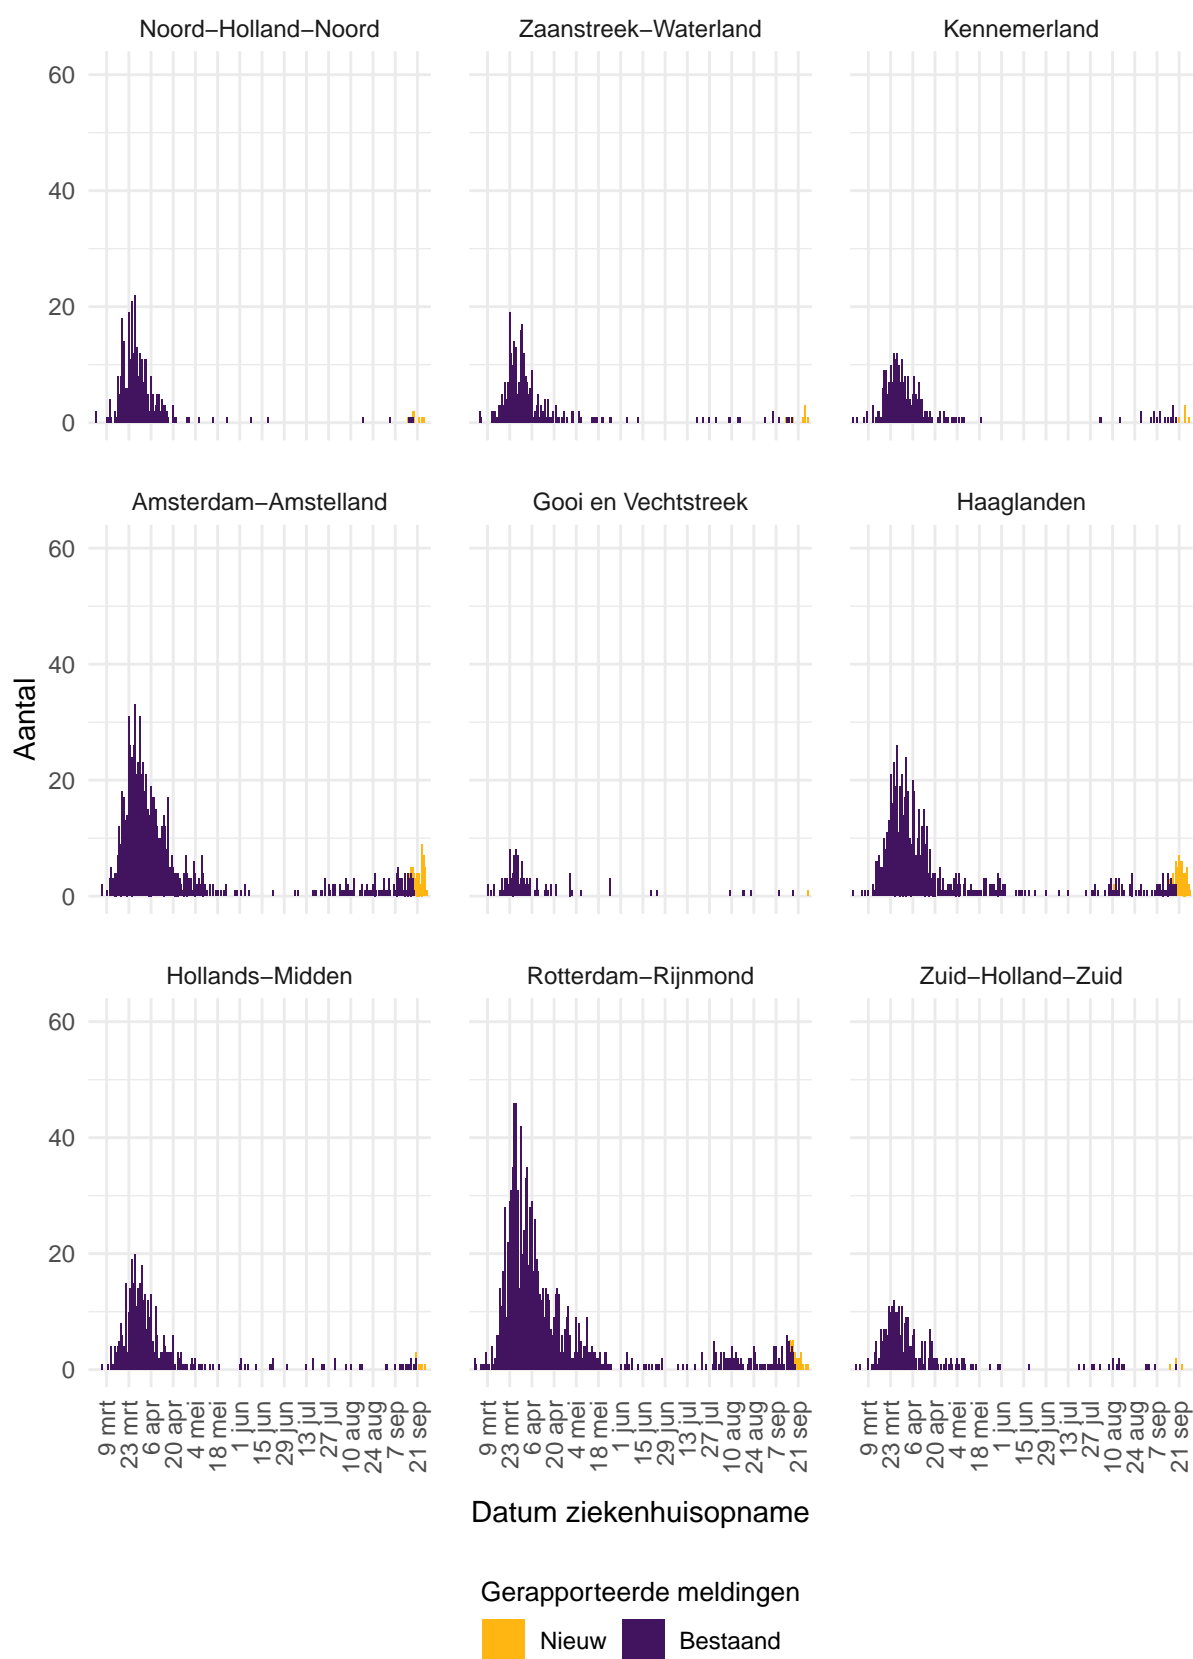 Noord−Holland−Noord
Zaanstreek−Waterland
Kennemerland
60
40
20
0
Amsterdam−Amstelland
Gooi en Vechtstreek
Haaglanden
60
40
20
0
Aantal
Hollands−Midden
Rotterdam−Rijnmond
Zuid−Holland−Zuid
60
40
20
0
9 mrt
23 mrt
6 apr
20 apr
4 mei
18 mei
1 jun
15 jun
29 jun
13 jul
27 jul
10 aug
24 aug
7 sep
21 sep
9 mrt
23 mrt
6 apr
20 apr
4 mei
18 mei
1 jun
15 jun
29 jun
13 jul
27 jul
10 aug
24 aug
7 sep
21 sep
9 mrt
23 mrt
6 apr
20 apr
4 mei
18 mei
1 jun
15 jun
29 jun
13 jul
27 jul
10 aug
24 aug
7 sep
21 sep
Datum ziekenhuisopname
Gerapporteerde meldingen
Nieuw
Bestaand